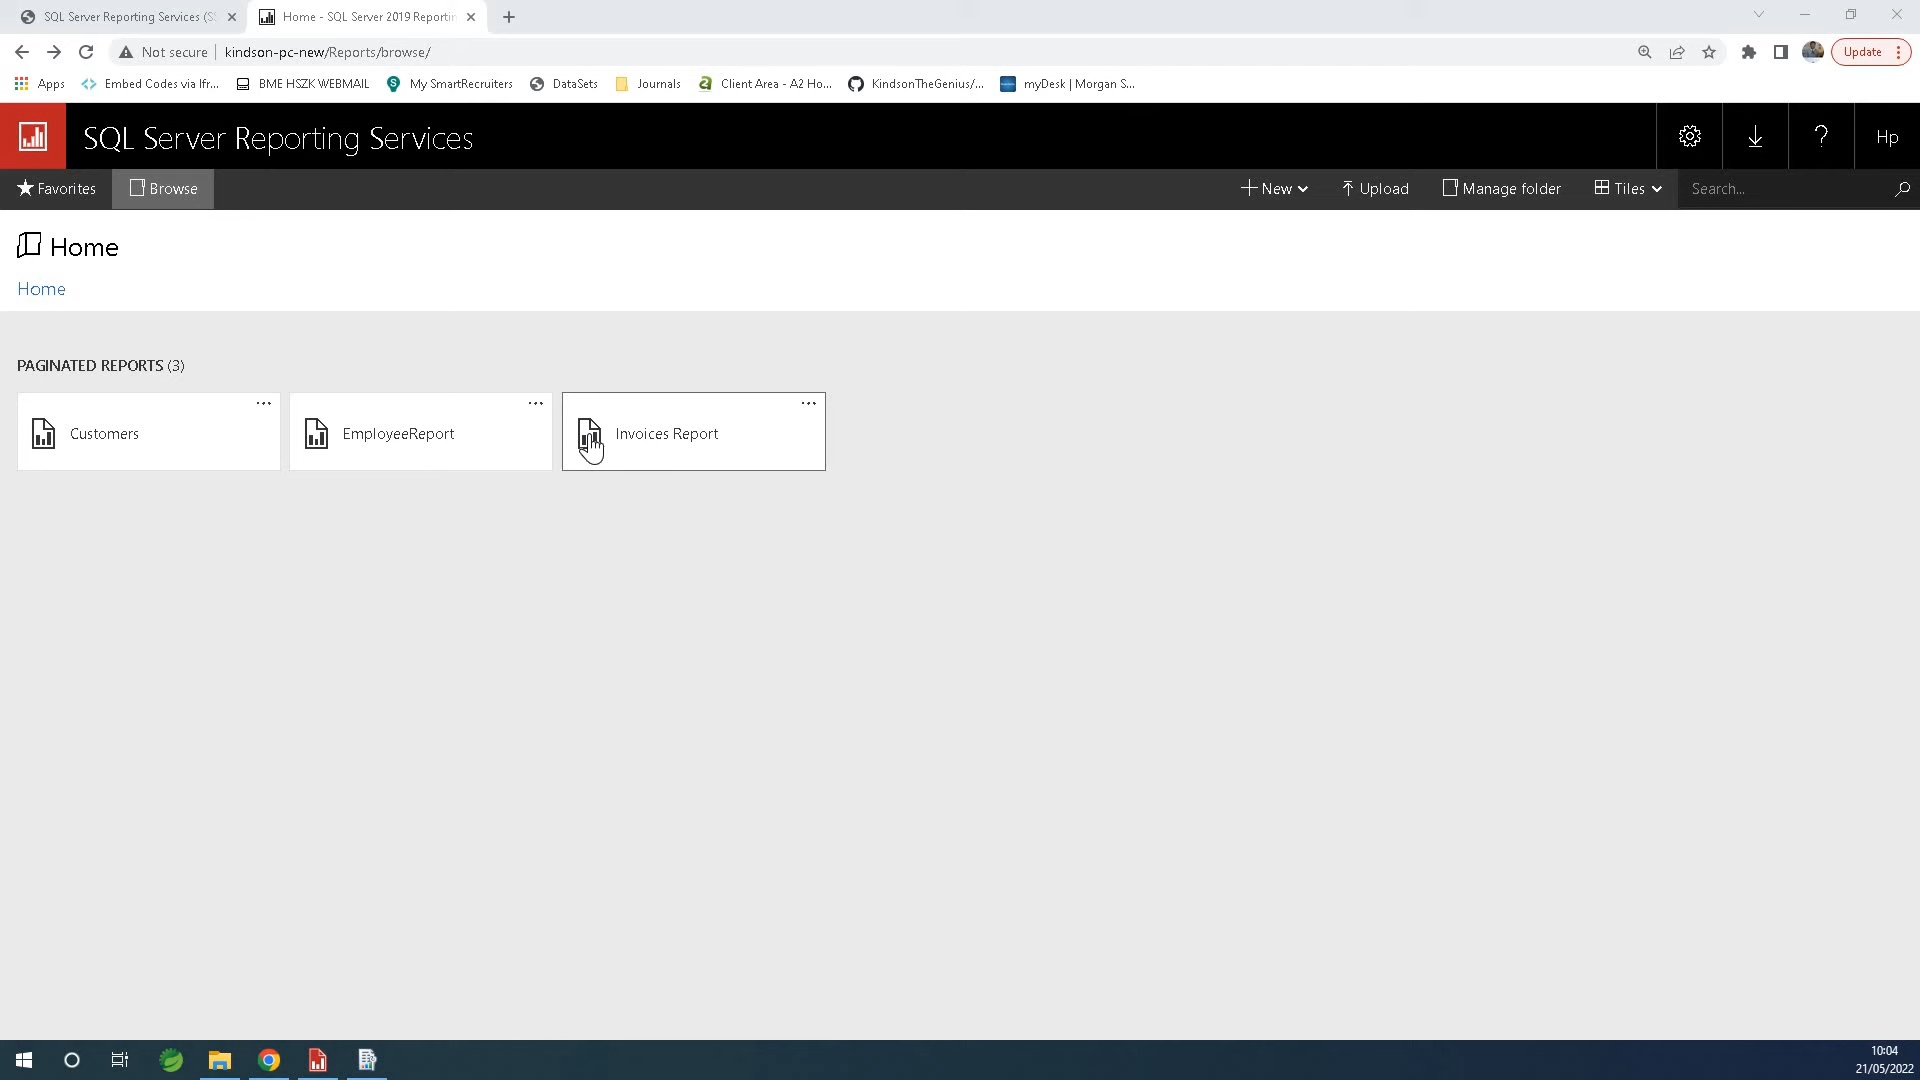 SQL Server Reporting Services (S
Home - SQL Server 2019 Reportin
Not secure
kindson-pc-new/Reports/browse/
Update
Apps
Embed Codes via Ifr...
BME HSZK WEBMAIL
My SmartRecruiters
DataSets
Journals
Client Area - A2 Ho...
KindsonTheGenius/...
myDesk | Morgan S...
SQL Server Reporting Services
?
Hp
Favorites
Browse
New
Upload
Manage folder
Tiles
Search...
Home
Home
PAGINATED REPORTS (3)
Customers
EmployeeReport
Invoices Report
10:04
21/05/2022